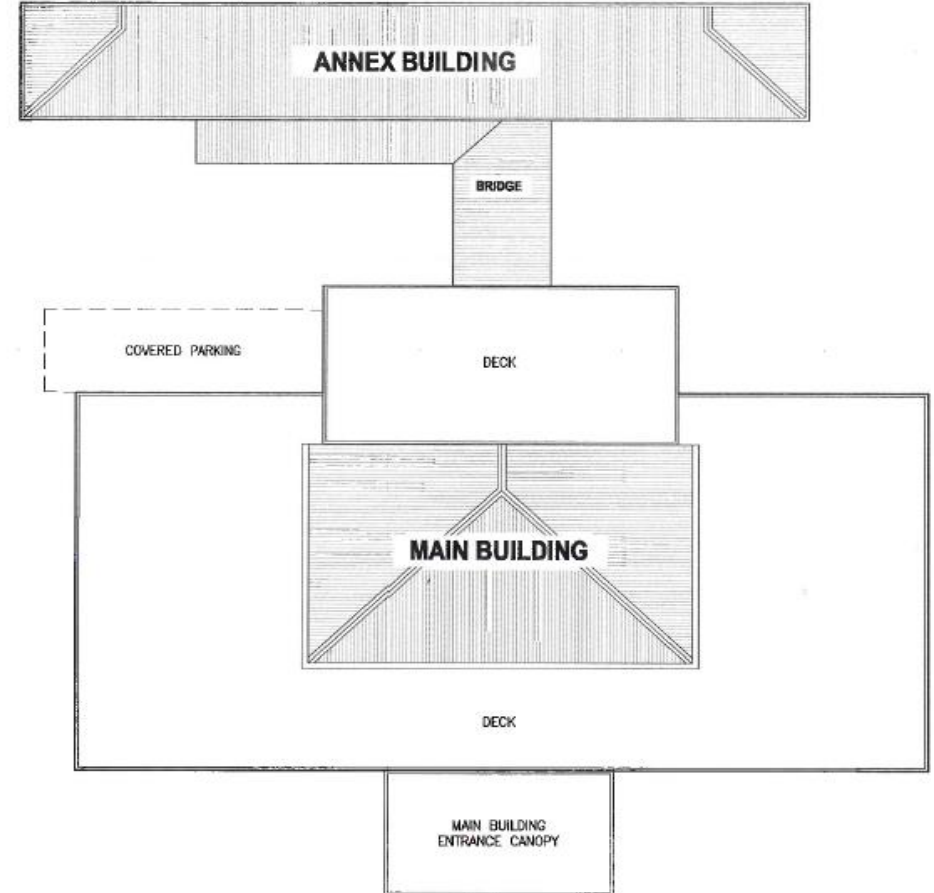 ANNEX BUILDING
BRIDGE
COVERED PARKING
DECK
MAIN BUILDING
DECK
MAIN BUILDING
ENTRANCE CANOPY